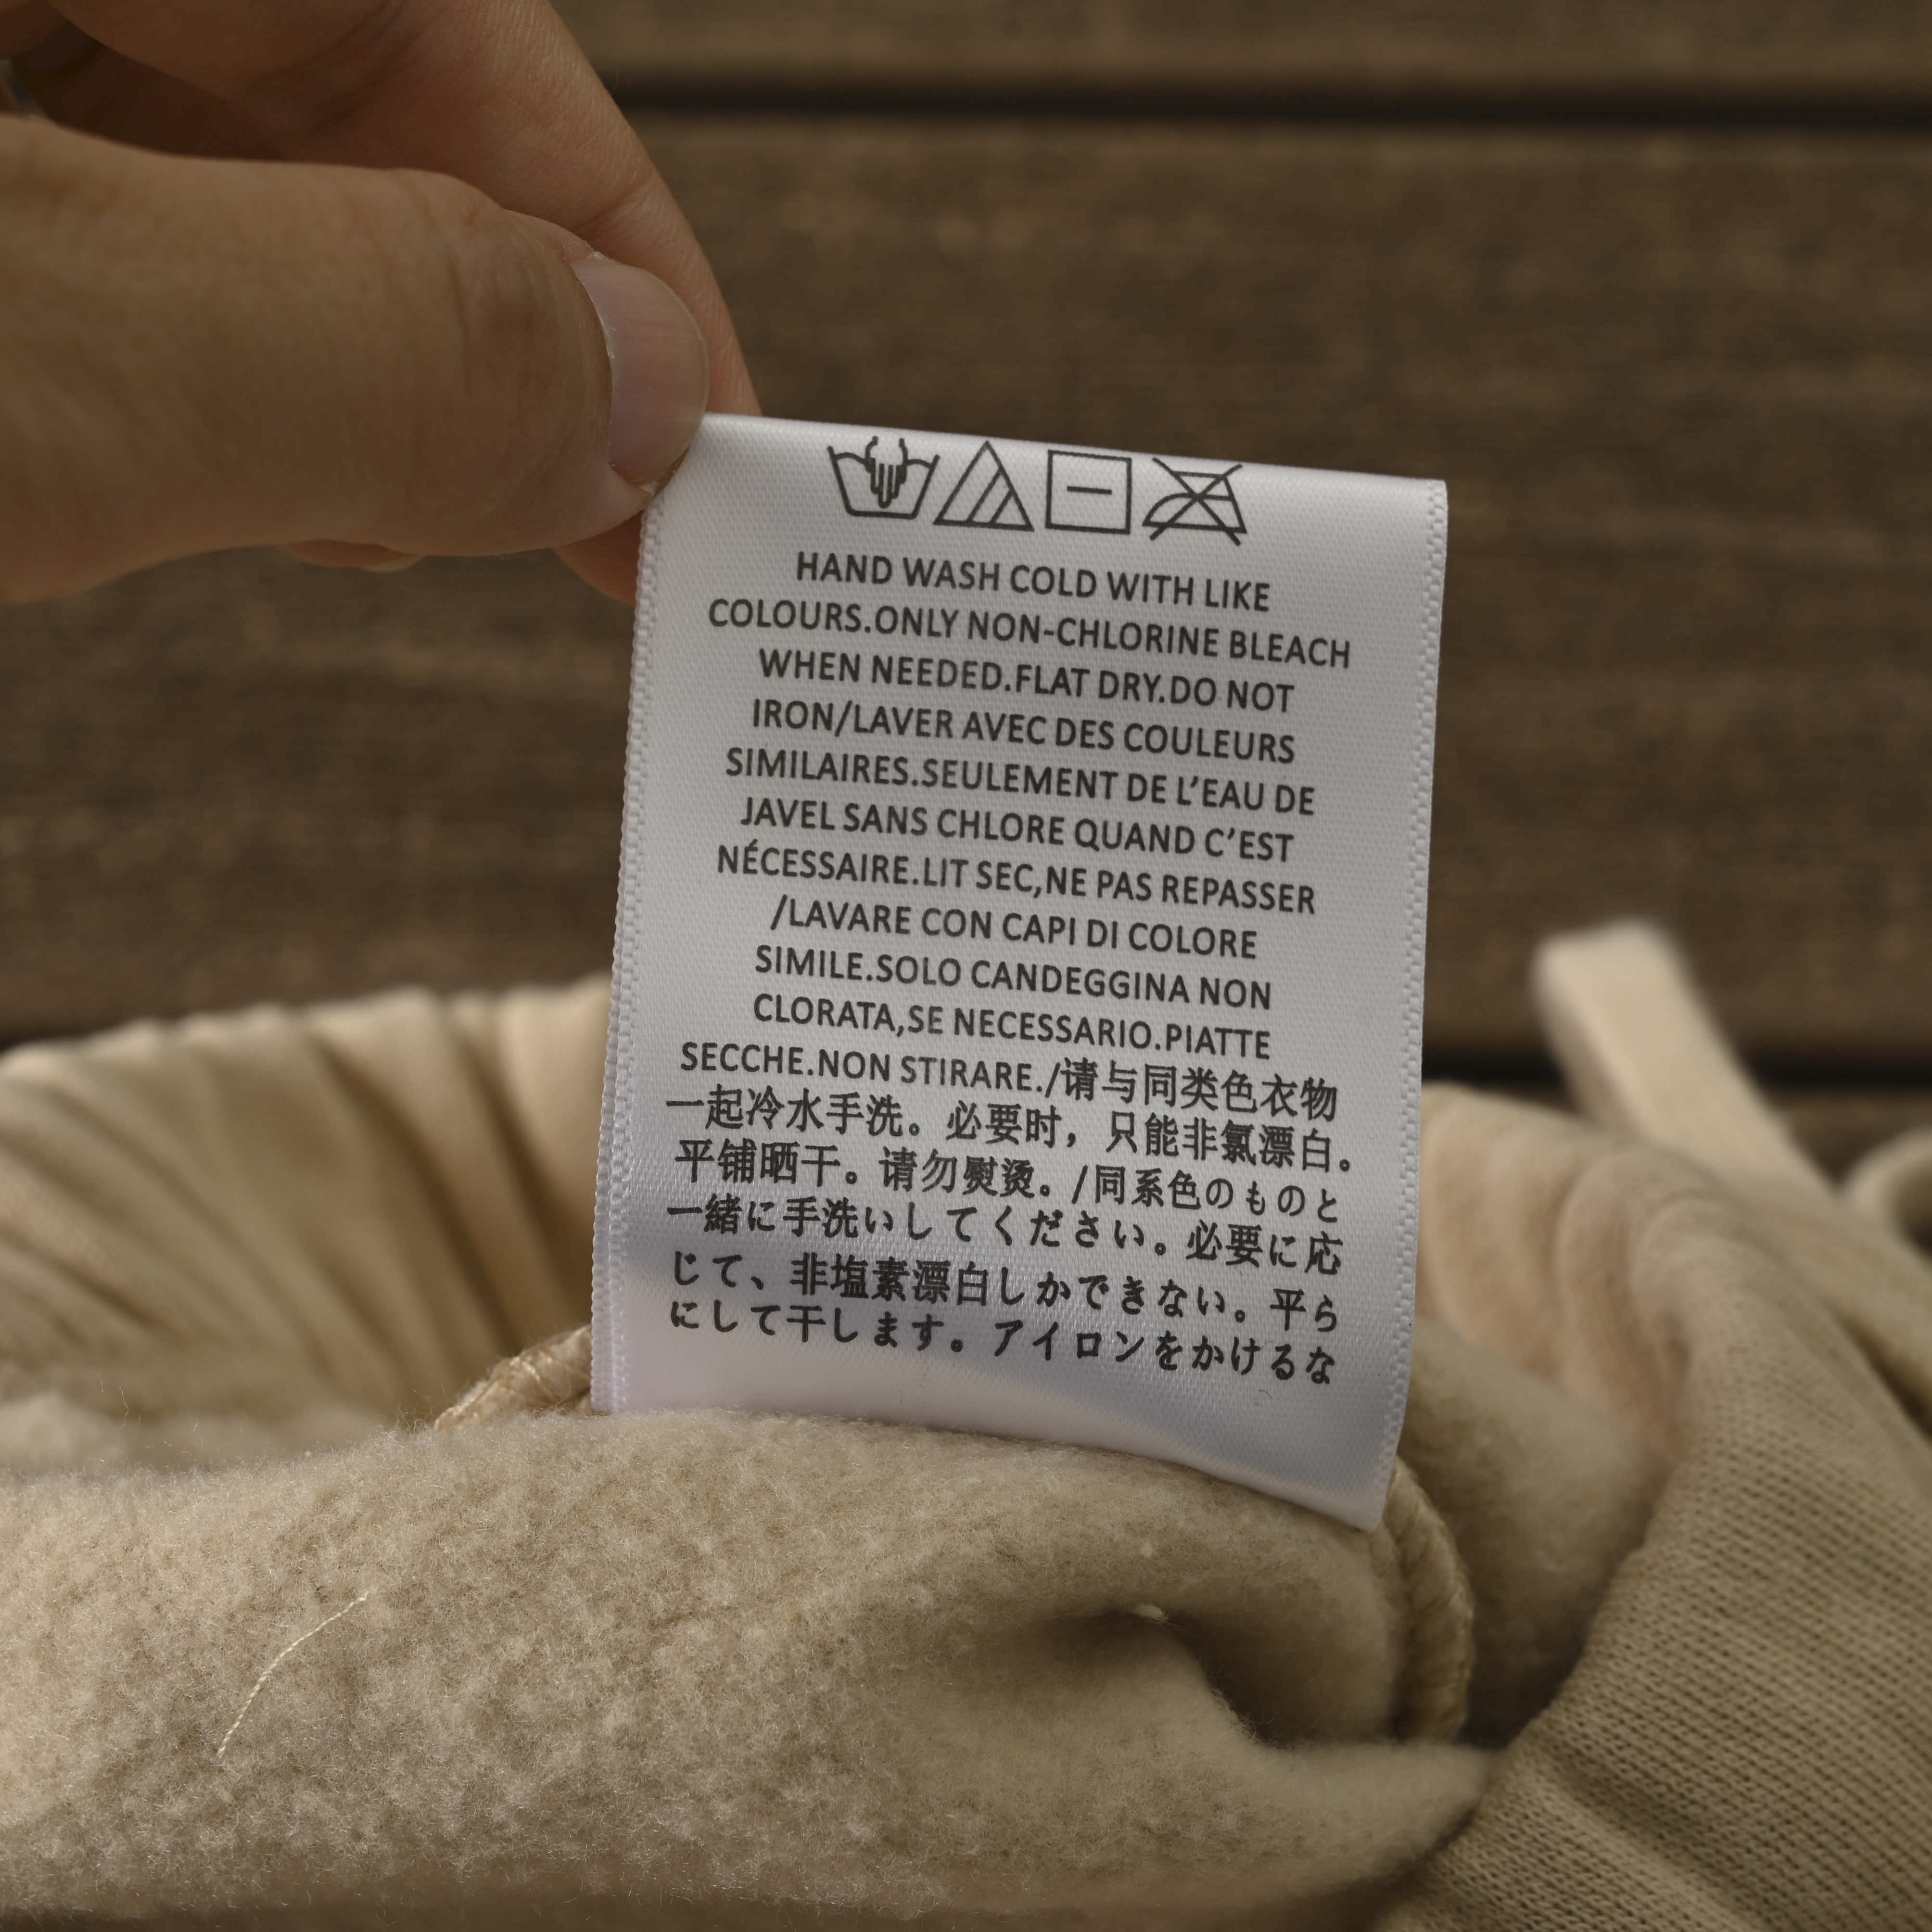 HAND WASH COLD WITH LIKE
COLOURS.ONLY NON-CHLORINE BLEACH
WHEN NEEDED.FLAT DRY.DO NOT
IRON/LAVER AVEC DES COULEURS
SIMILAIRES.SEULEMENT DE L’EAU DE
JAVEL SANS CHLORE QUAND C’EST
NÉCESSAIRE.LIT SEC,NE PAS REPASSER
/LAVARE CON CAPI DI COLORE
SIMILE.SOLO CANDEGGINA NON
CLORATA,SE NECESSARIO.PIATTE
SECCHE.NON STIRARE./请与同类色衣物
一起冷水手洗。必要时，只能非氯漂白。
平铺晒干。请勿熨烫。/同系色のものと
一緒に手洗いしてください。必要に応
じて、非塩素漂白しかできない。平ら
にして干します。アイロンをかけるな